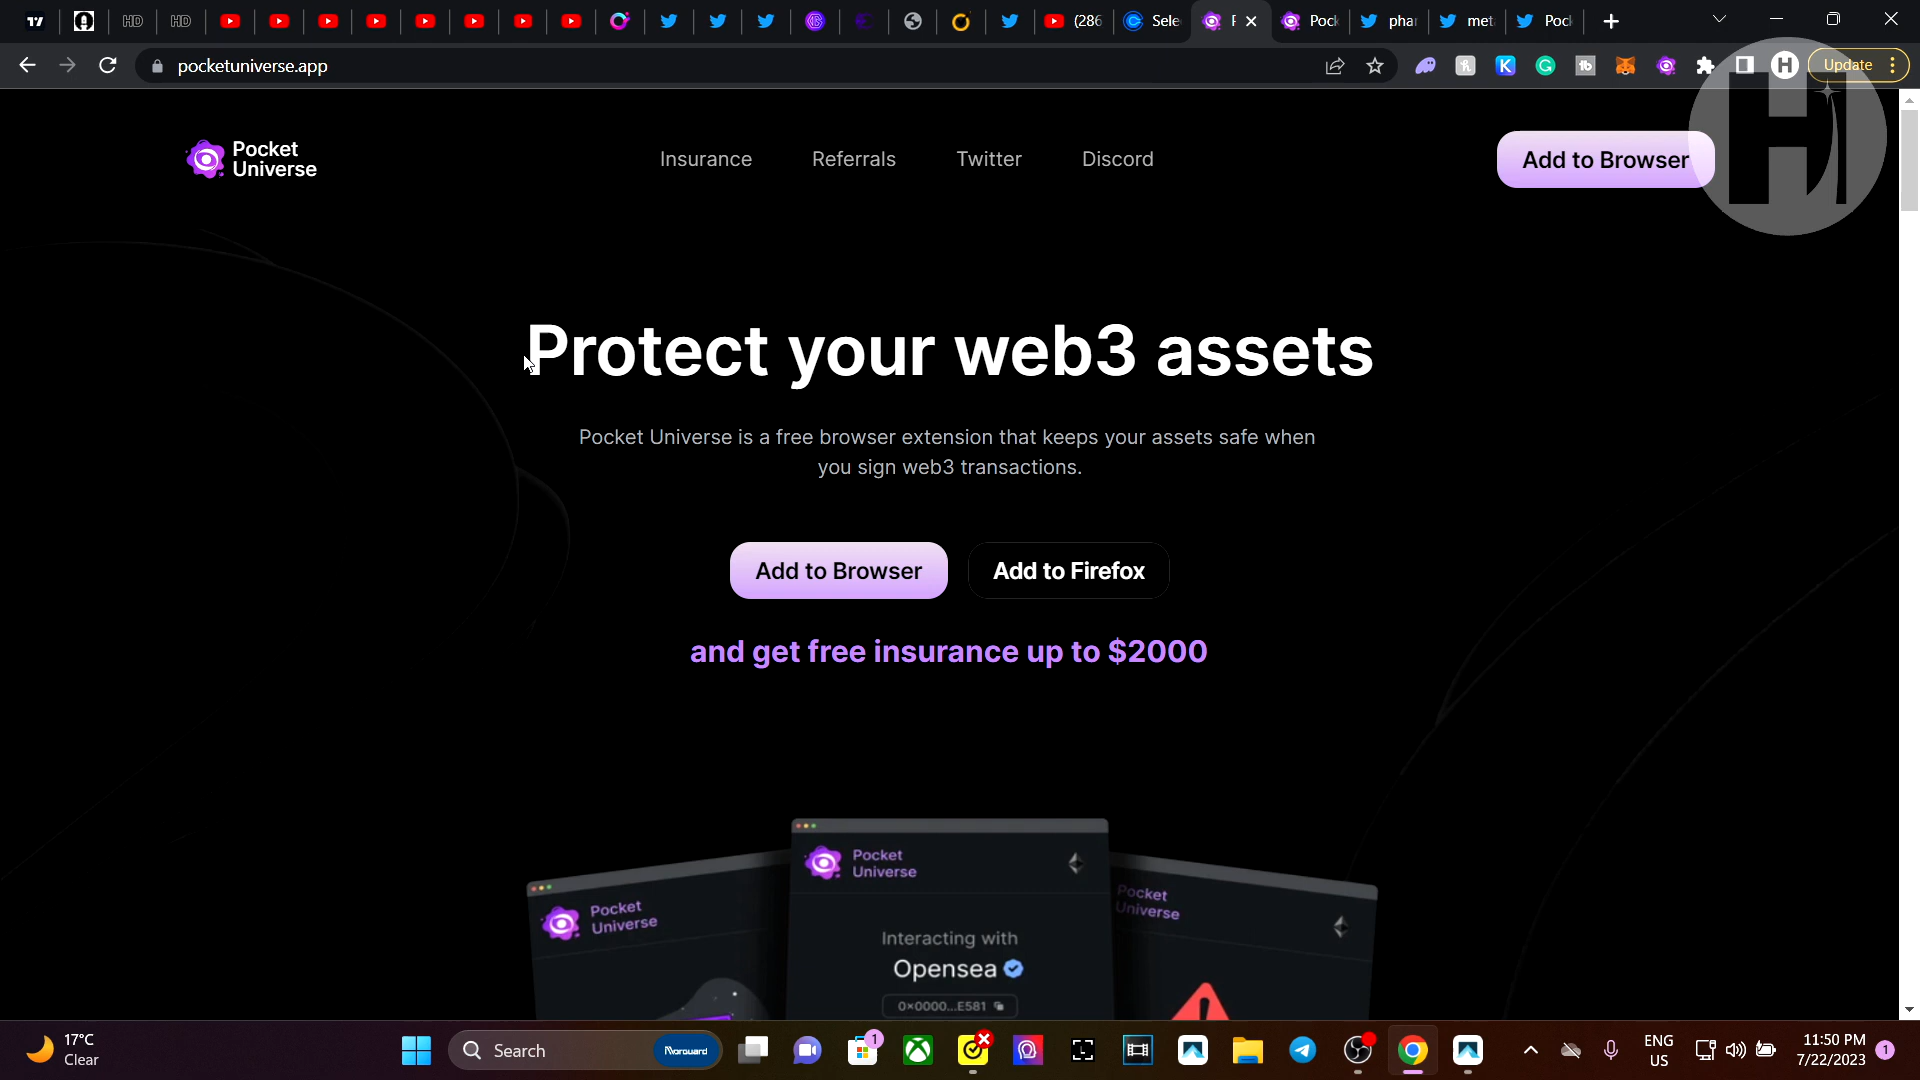 HD
HD
(286
Sele
F
Pock
phar
met
Pock
pocketuniverse.app
Update
Pocket
Universe
Insurance
Referrals
Twitter
Discord
Add to Browser
Protect your web3 assets
Pocket Universe is a free browser extension that keeps your assets safe when
you sign web3 transactions.
Add to Browser
Add to Firefox
and get free insurance up to $2000
Pocket
Universe
Pocket
Universe
Pocket
Universe
Interacting with
Opensea
0x0000...E581
17°C
Clear
Search
1
ENG
US
11:50 PM
7/22/2023
1